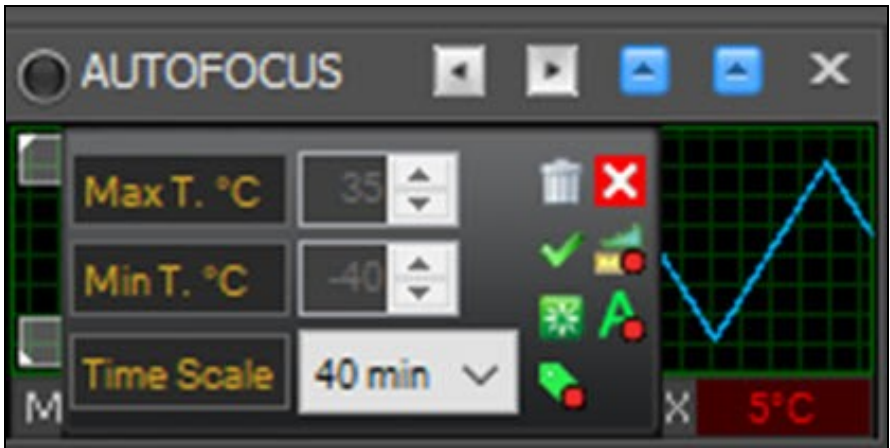 AUTOFOCUS
Max T. °C 35
Min T. °C -40
Time Scale 40 min
M X 5°C